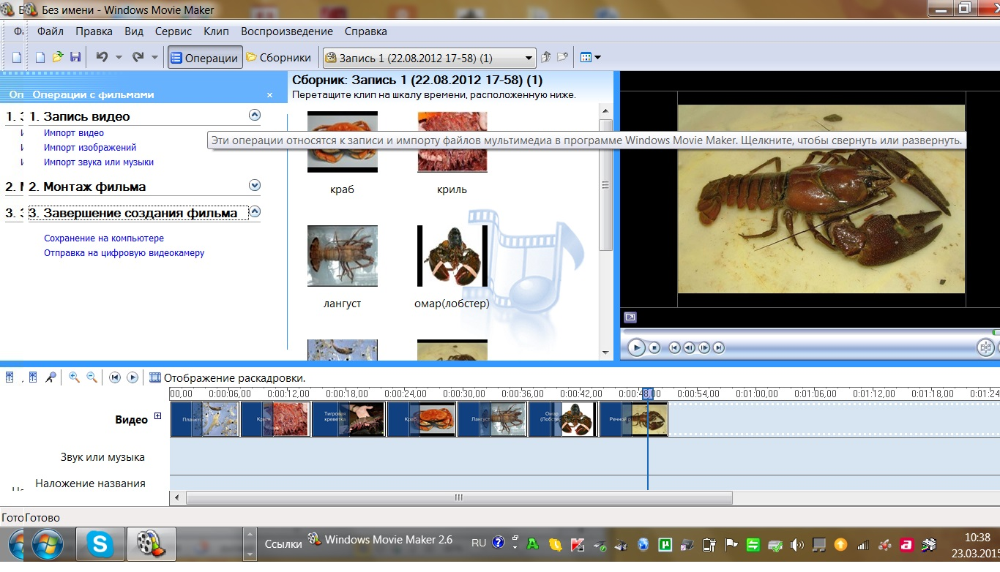 Без имени - Windows Movie Maker
Файл Правка Вид Сервис Клип Воспроизведение Справка
Операции Сборники Запись 1 (22.08.2012 17-58) (1)
Оп Операции с фильмами
Сборник: Запись 1 (22.08.2012 17-58) (1)
Перетащите клип на шкалу времени, расположенную ниже.
1. З 1. Запись видео
Импорт видео
Импорт изображений
Импорт звука или музыки
Эти операции относятся к записи и импорту файлов мультимедиа в программе Windows Movie Maker. Щелкните, чтобы свернуть или развернуть.
2. М 2. Монтаж фильма
3. З 3. Завершение создания фильма
Сохранение на компьютере
Отправка на цифровую видеокамеру
краб криль
лангуст омар(лобстер)
Отображение раскадровки.
00,00 0:00:06,00 0:00:12,00 0:00:18,00 0:00:24,00 0:00:30,00 0:00:36,00 0:00:42,00 0:00:48,00 0:00:54,00 0:01:00,00 0:01:06,00 0:01:12,00 0:01:18,00 0:01:24
Видео
Тигровая
креветка
Краб
Лангуст
Омар
(Лобстер
Речной
Звук или музыка
Наложение названия
Гото Готово
Ссылки Windows Movie Maker 2.6 RU 10:38
23.03.2015